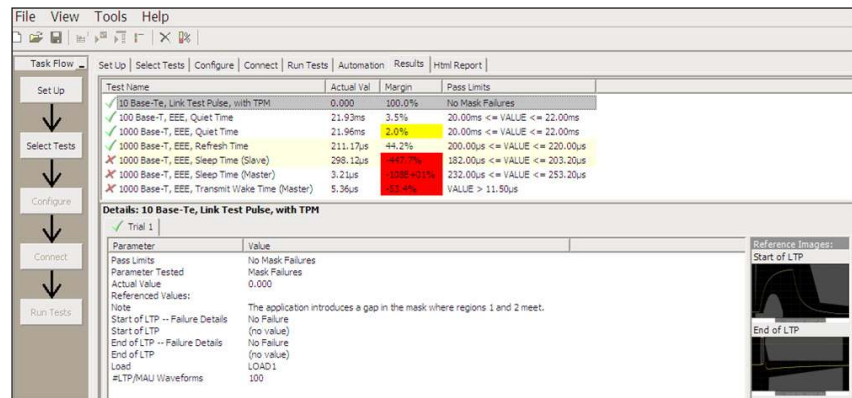 File View Tools Help
Task Flow
Set Up | Select Tests | Configure | Connect | Run Tests | Automation | Results | Html Report
Set Up
Select Tests
Configure
Connect
Run Tests
Test Name Actual Val Margin Pass Limits
10 Base-Te, Link Test Pulse, with TPM 0.000 100.0% No Mask Failures
100 Base-T, EEE, Quiet Time 21.93ms 3.5% 20.00ms <= VALUE <= 22.00ms
1000 Base-T, EEE, Quiet Time 21.96ms 2.0% 20.00ms <= VALUE <= 22.00ms
1000 Base-T, EEE, Refresh Time 211.17µs 44.2% 200.00µs <= VALUE <= 220.00µs
1000 Base-T, EEE, Sleep Time (Slave) 298.12µs -447.7% 182.00µs <= VALUE <= 203.20µs
1000 Base-T, EEE, Sleep Time (Master) 3.21µs 232.00µs <= VALUE <= 253.20µs
1000 Base-T, EEE, Transmit Wake Time (Master) 5.36µs -53.4% VALUE > 11.50µs
Details: 10 Base-Te, Link Test Pulse, with TPM
Trial 1
Parameter Value
Pass Limits No Mask Failures
Parameter Tested Mask Failures
Actual Value 0.000
Referenced Values:
Note The application introduces a gap in the mask where regions 1 and 2 meet.
Start of LTP -- Failure Details No Failure
Start of LTP (no value)
End of LTP -- Failure Details No Failure
End of LTP (no value)
Load LOAD1
#LTP/MAU Waveforms 100
Reference Images:
Start of LTP
End of LTP